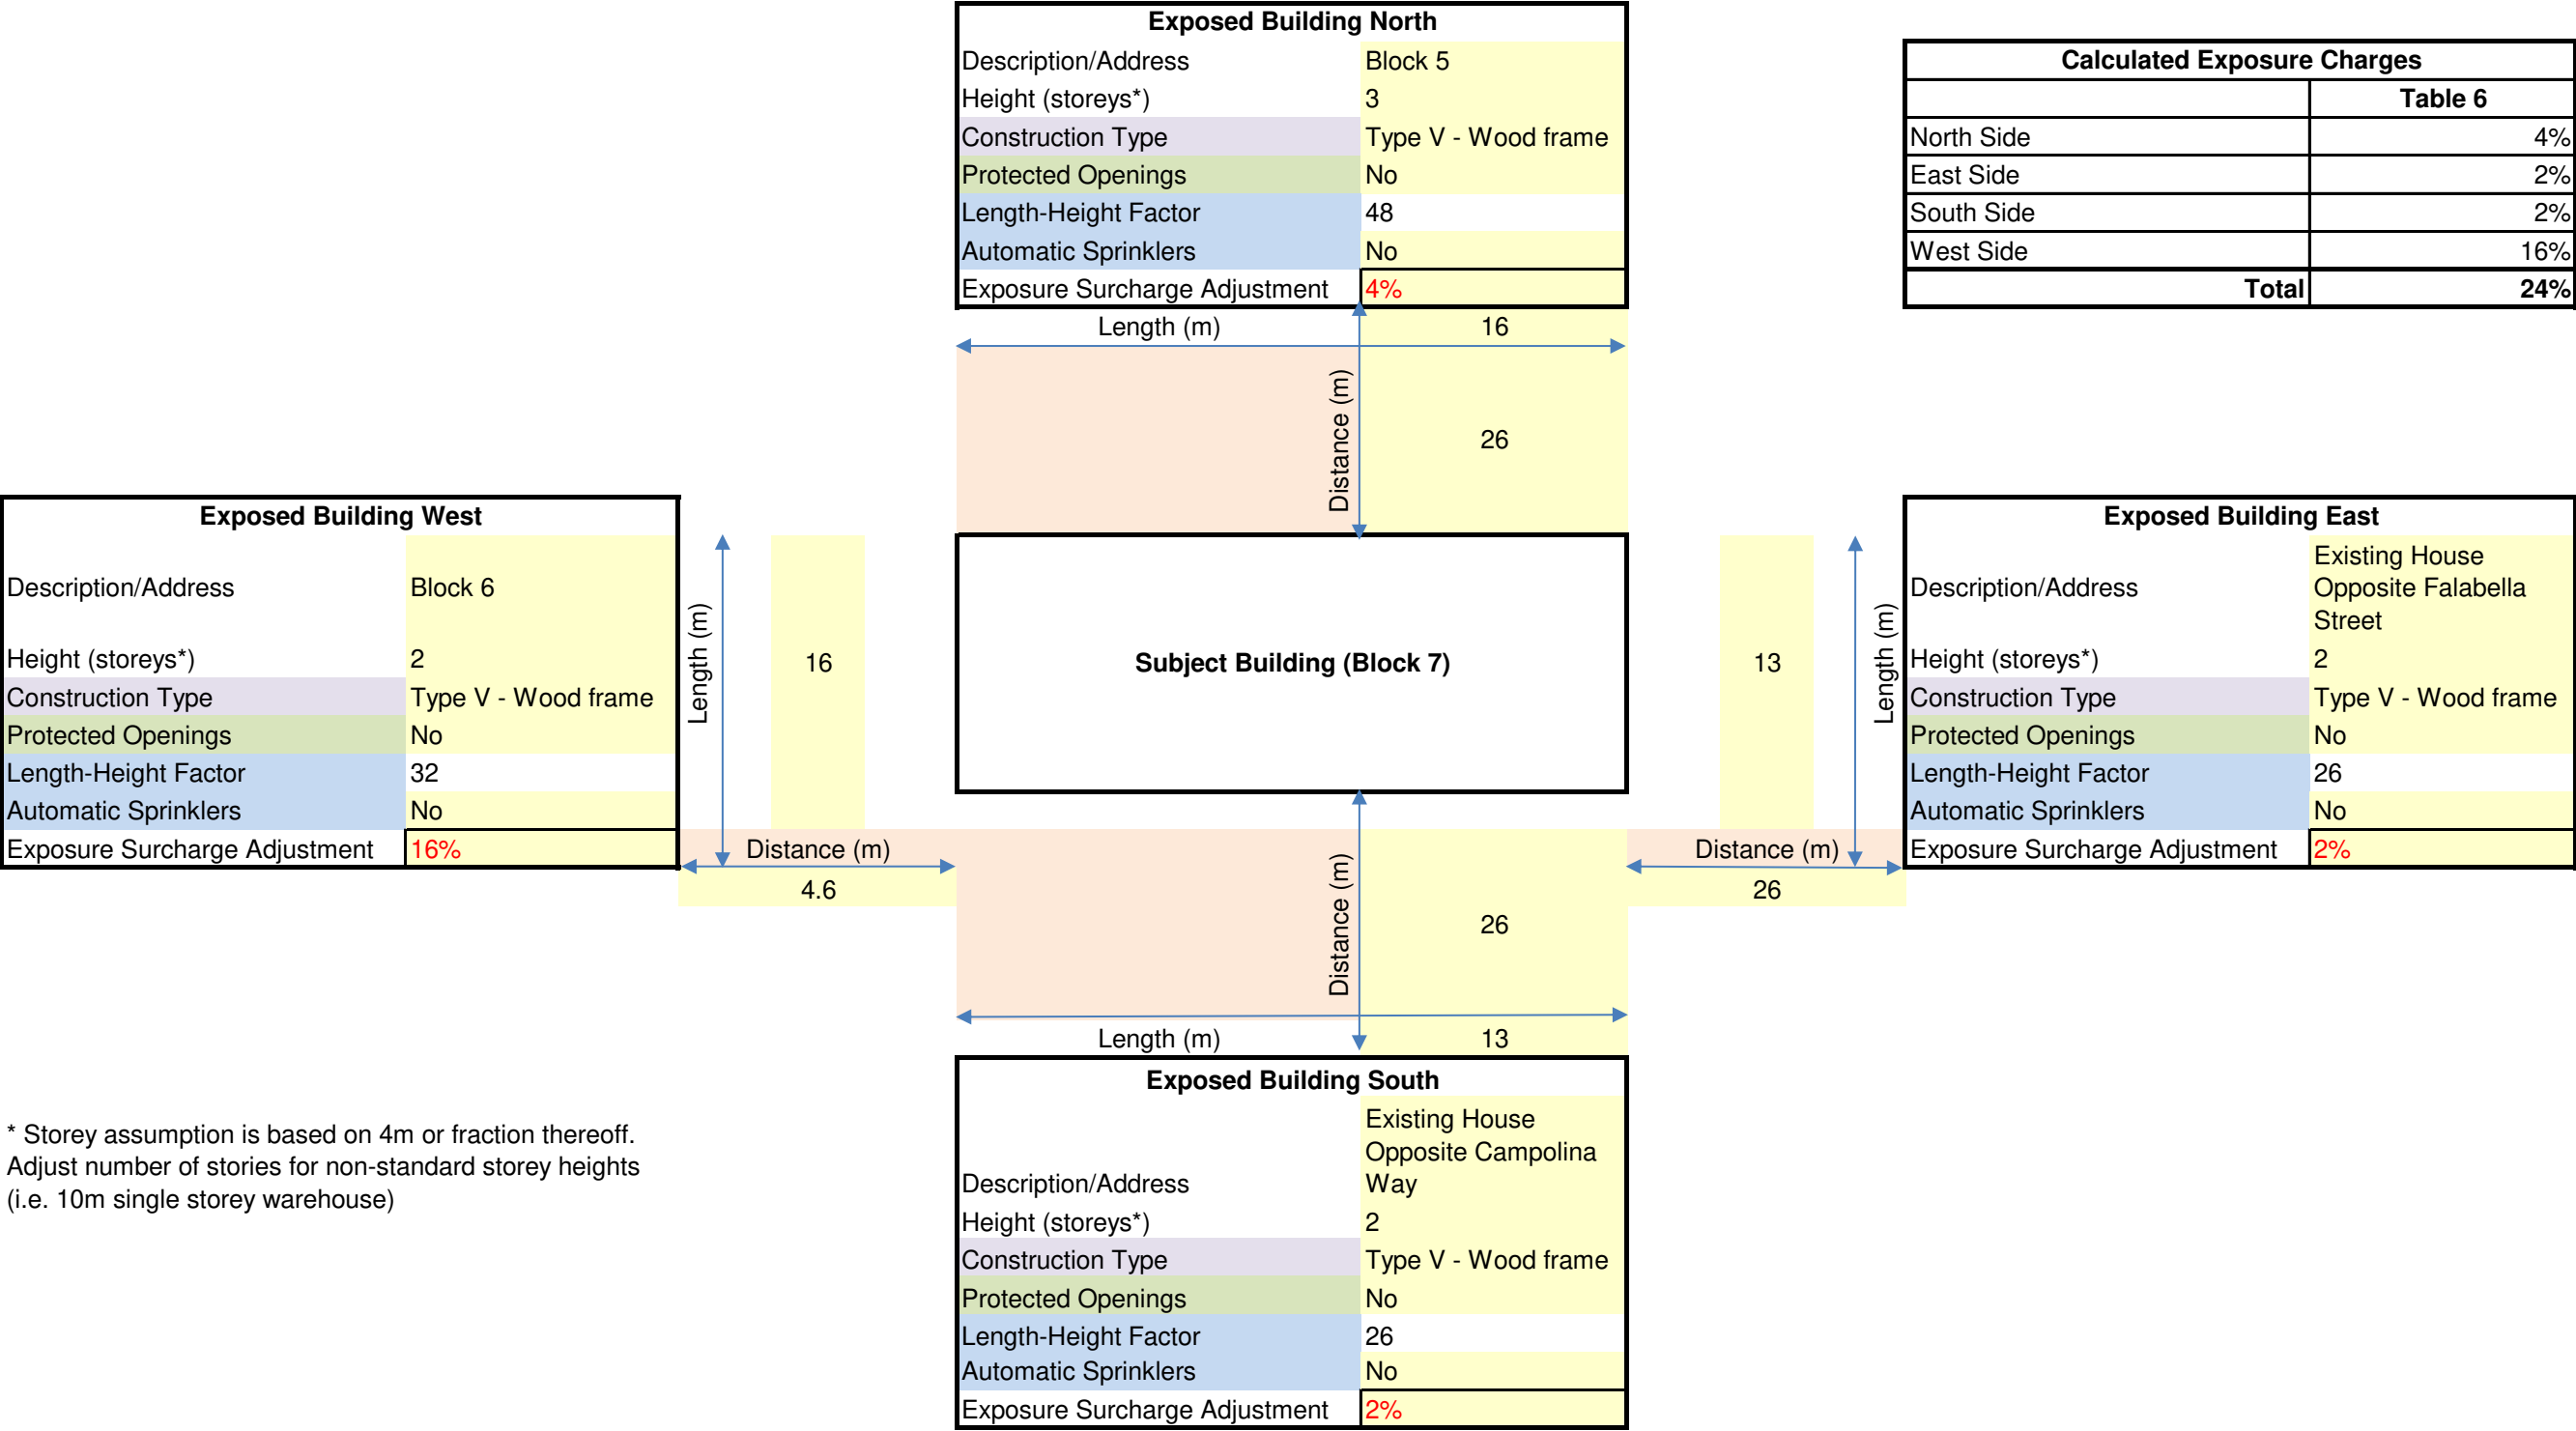 Exposed Building North
Description/Address Block 5
Height (storeys*) 3
Construction Type Type V - Wood frame
Protected Openings No
Length-Height Factor 48
Automatic Sprinklers No
Exposure Surcharge Adjustment 4%
Length (m) 16
Distance (m) 26
Calculated Exposure Charges
Table 6
North Side 4%
East Side 2%
South Side 2%
West Side 16%
Total 24%
Exposed Building West
Description/Address Block 6
Height (storeys*) 2
Construction Type Type V - Wood frame
Protected Openings No
Length-Height Factor 32
Automatic Sprinklers No
Exposure Surcharge Adjustment 16%
Length (m) 16
Distance (m)
4.6
Subject Building (Block 7)
13 Length (m)
Distance (m)
26
Exposed Building East
Existing House
Description/Address Opposite Falabella
Street
Height (storeys*) 2
Construction Type Type V - Wood frame
Protected Openings No
Length-Height Factor 26
Automatic Sprinklers No
Exposure Surcharge Adjustment 2%
Distance (m) 26
Length (m) 13
Exposed Building South
Existing House
Opposite Campolina
Description/Address Way
Height (storeys*) 2
Construction Type Type V - Wood frame
Protected Openings No
Length-Height Factor 26
Automatic Sprinklers No
Exposure Surcharge Adjustment 2%
* Storey assumption is based on 4m or fraction thereoff.
Adjust number of stories for non-standard storey heights
(i.e. 10m single storey warehouse)